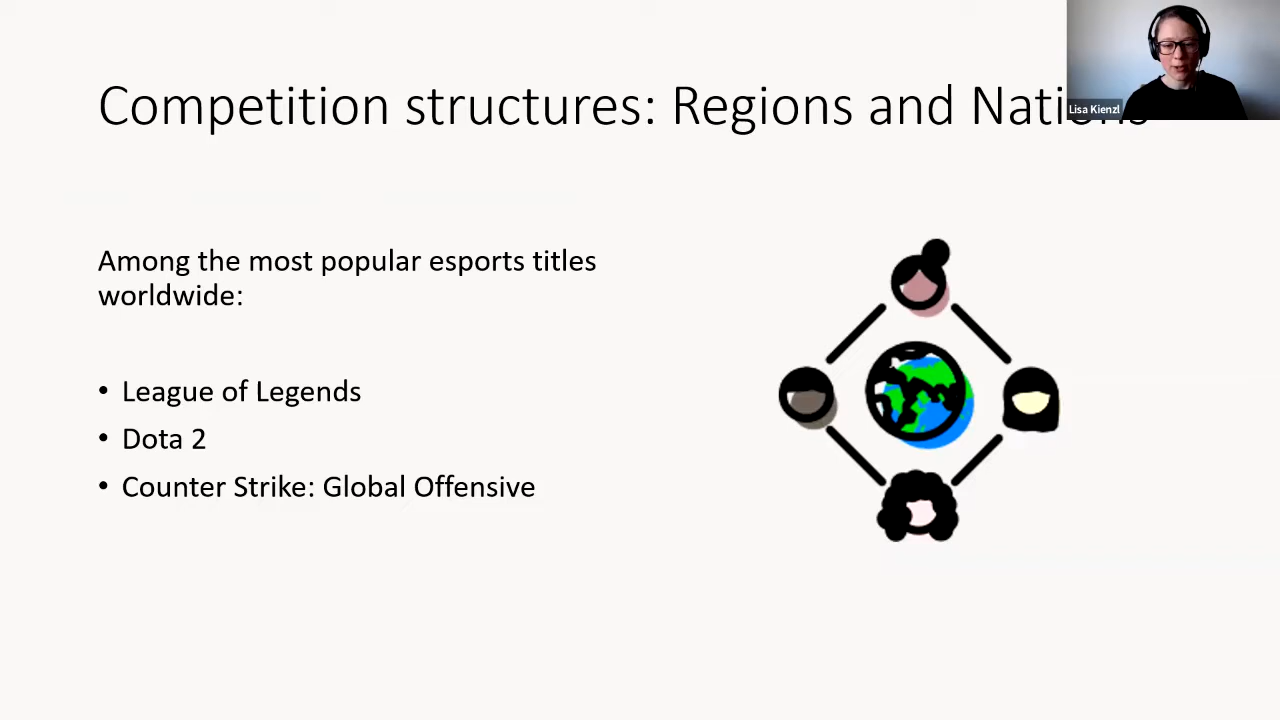 Competition structures: Regions and Nations
Lisa Kienzl
Among the most popular esports titles
worldwide:
• League of Legends
• Dota 2
• Counter Strike: Global Offensive